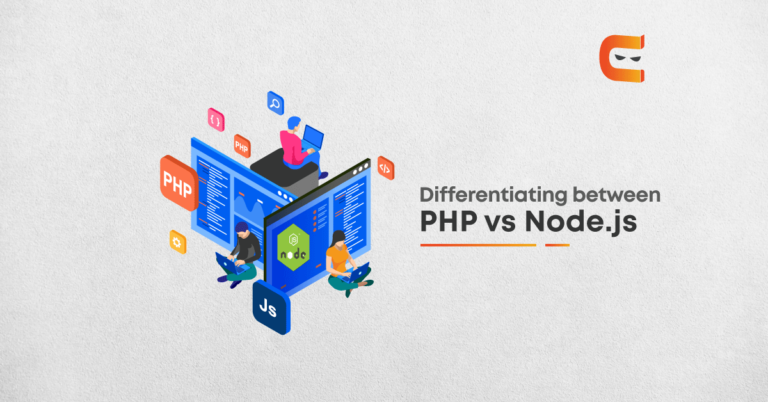 Differentiating between
PHP vs Node.js
PHP
PHP
{ }
</>
node
Js